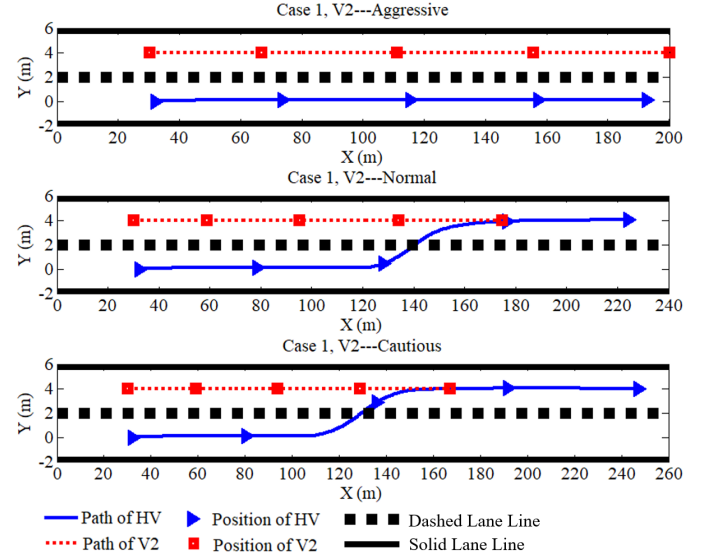 Case 1, V2---Aggressive
6
4
2
0
-2
Y (m)
0 20 40 60 80 100 120 140 160 180 200
X (m)
Case 1, V2---Normal
6
4
2
0
-2
Y (m)
0 20 40 60 80 100 120 140 160 180 200 220 240
X (m)
Case 1, V2---Cautious
6
4
2
0
-2
Y (m)
0 20 40 60 80 100 120 140 160 180 200 220 240 260
X (m)
Path of HV Position of HV Dashed Lane Line
Path of V2 Position of V2 Solid Lane Line